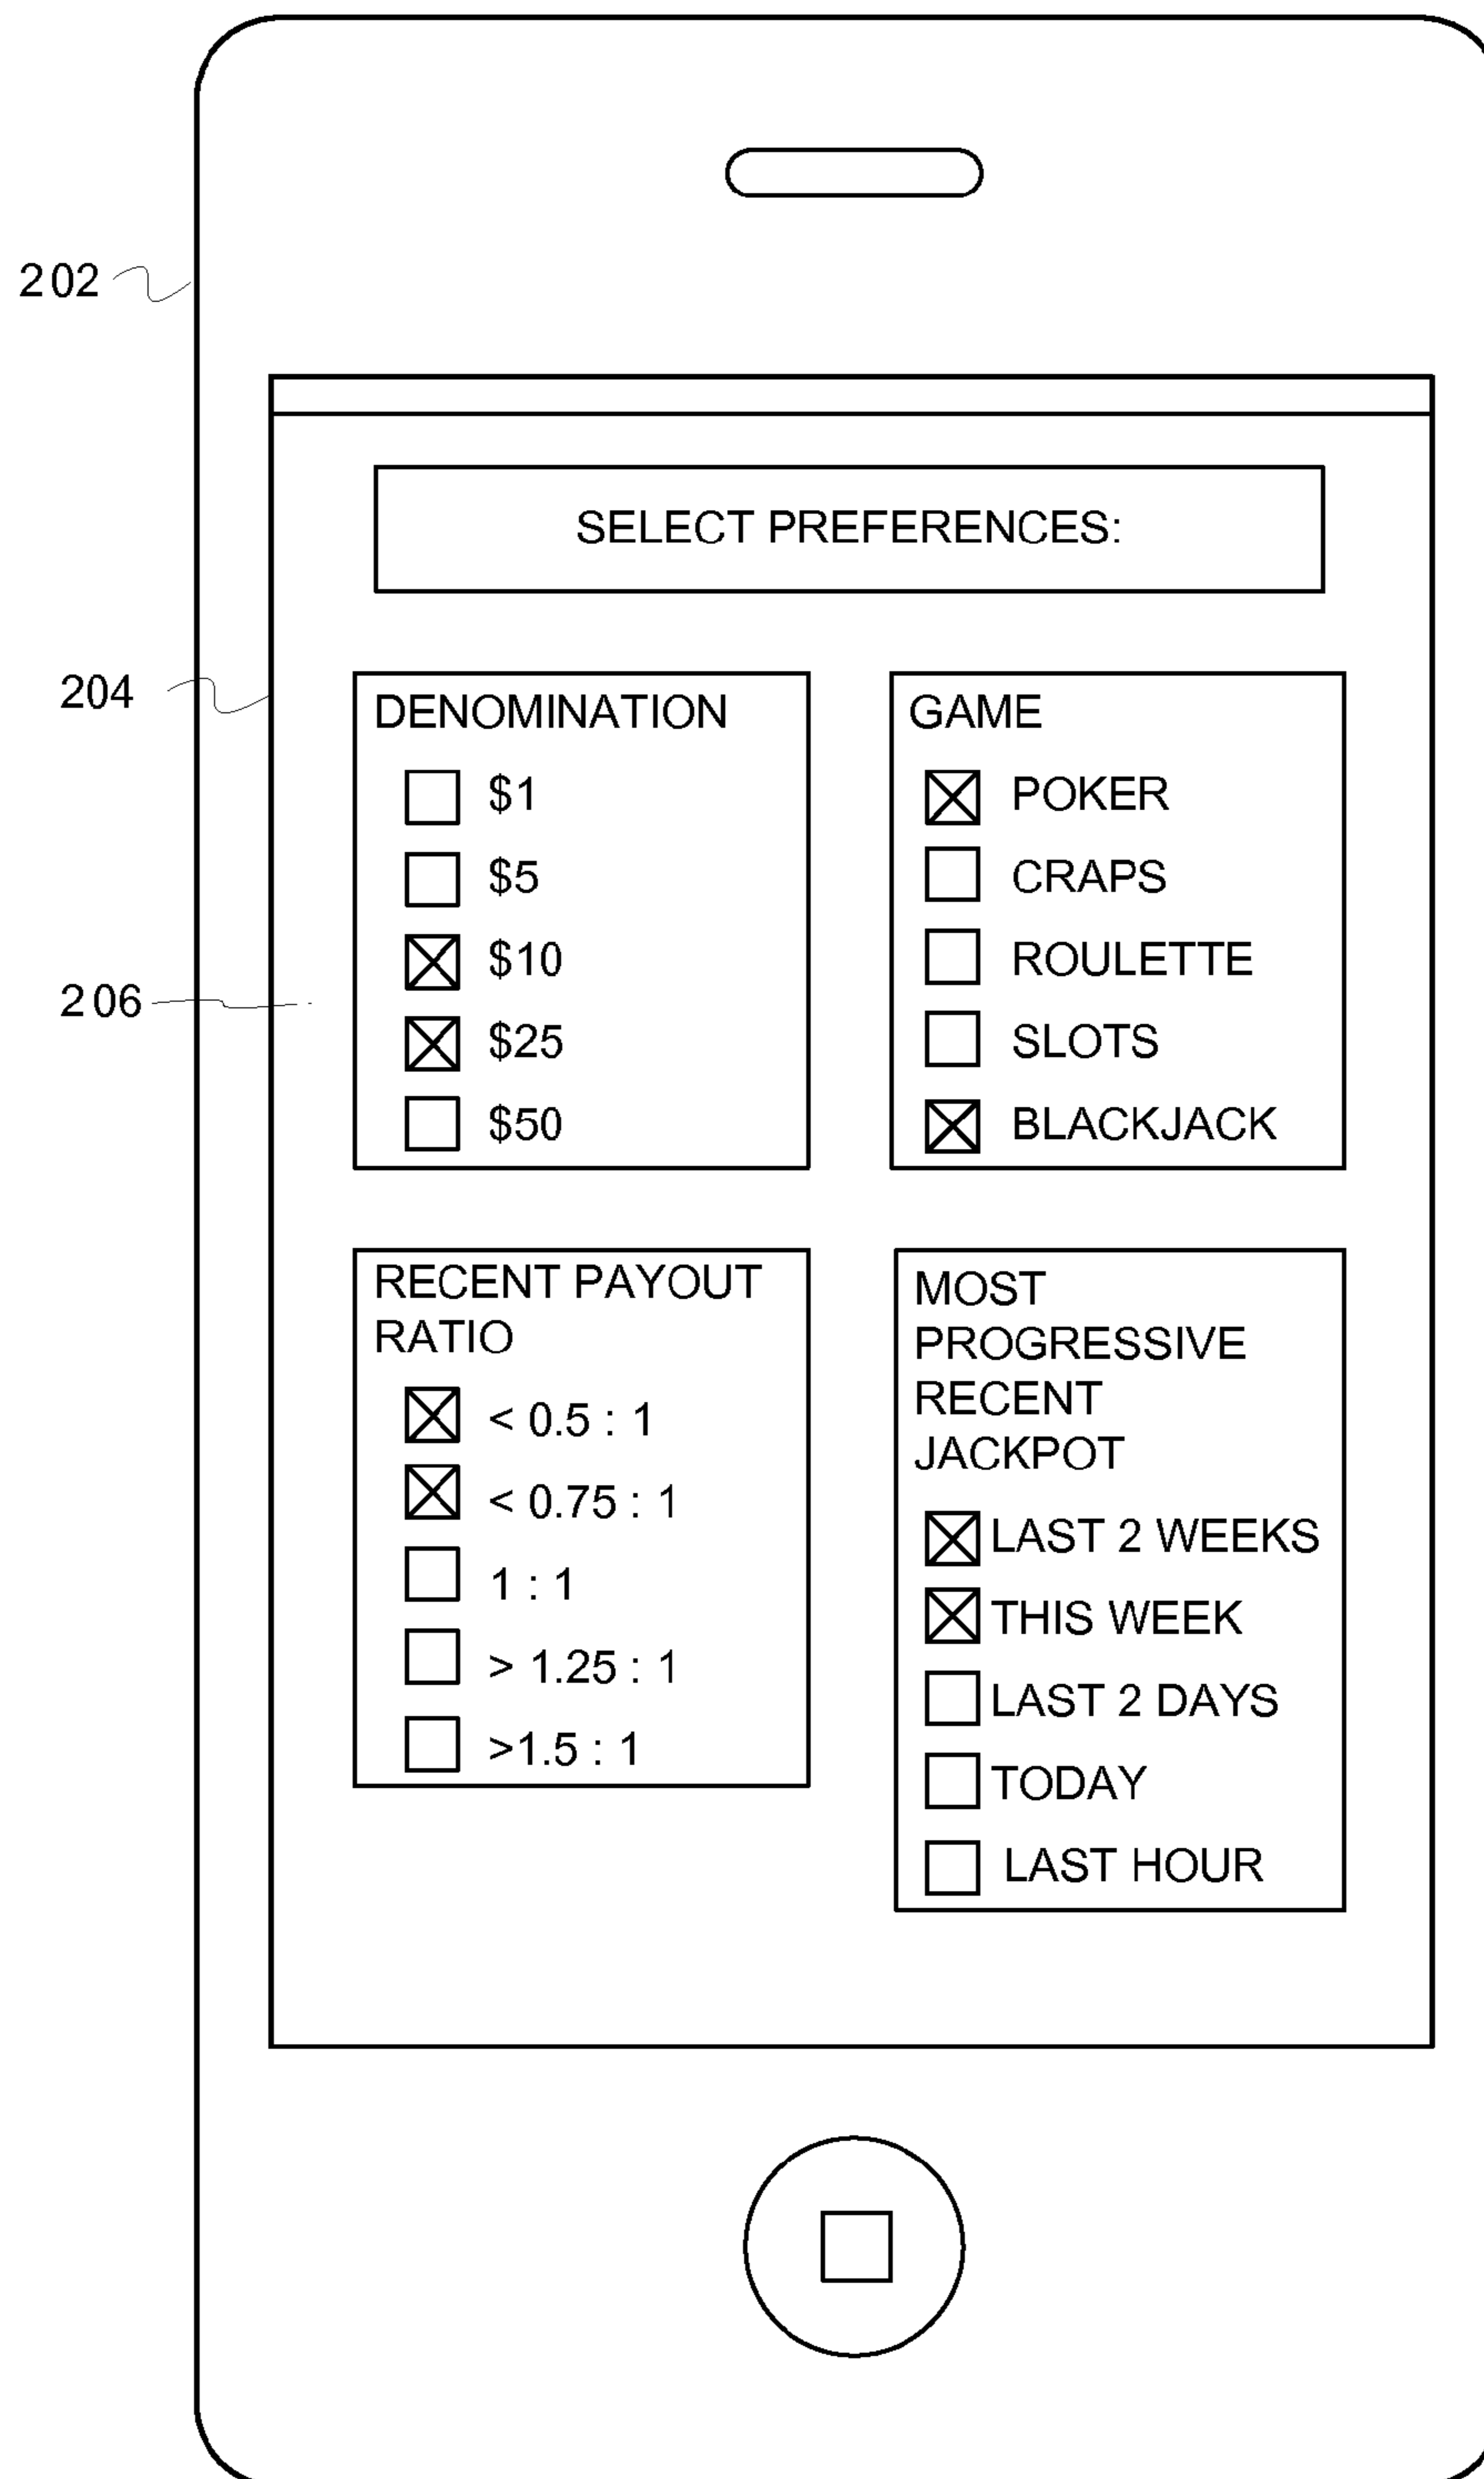 202
SELECT PREFERENCES:
204
DENOMINATION
$1
$5
$10
$25
$50
206
GAME
POKER
CRAPS
ROULETTE
SLOTS
BLACKJACK
RECENT PAYOUT
RATIO
< 0.5 : 1
< 0.75 : 1
1 : 1
> 1.25 : 1
>1.5 : 1
MOST
PROGRESSIVE
RECENT
JACKPOT
LAST 2 WEEKS
THIS WEEK
LAST 2 DAYS
TODAY
LAST HOUR